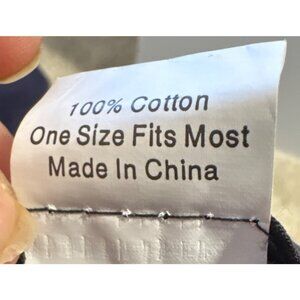 100% Cotton
One Size Fits Most
Made In China